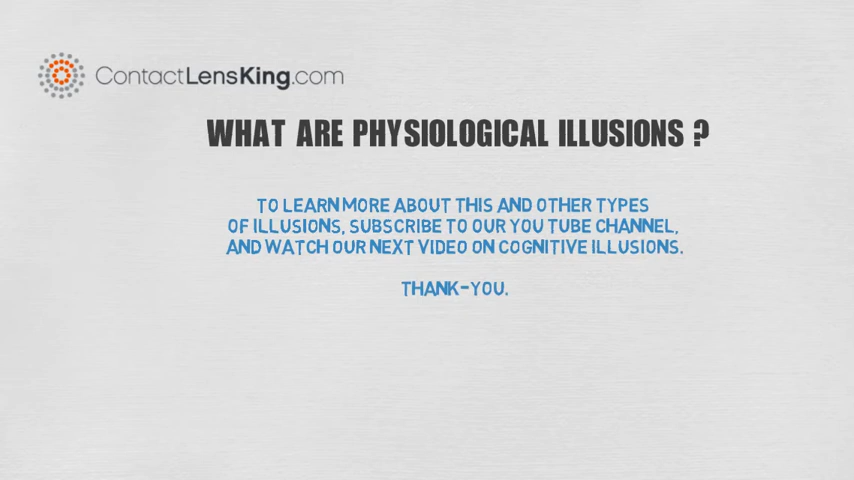 ContactLensKing.com
WHAT ARE PHYSIOLOGICAL ILLUSIONS ?
TO LEARN MORE ABOUT THIS AND OTHER TYPES
OF ILLUSIONS, SUBSCRIBE TO OUR YOU TUBE CHANNEL,
AND WATCH OUR NEXT VIDEO ON COGNITIVE ILLUSIONS.
THANK-YOU.